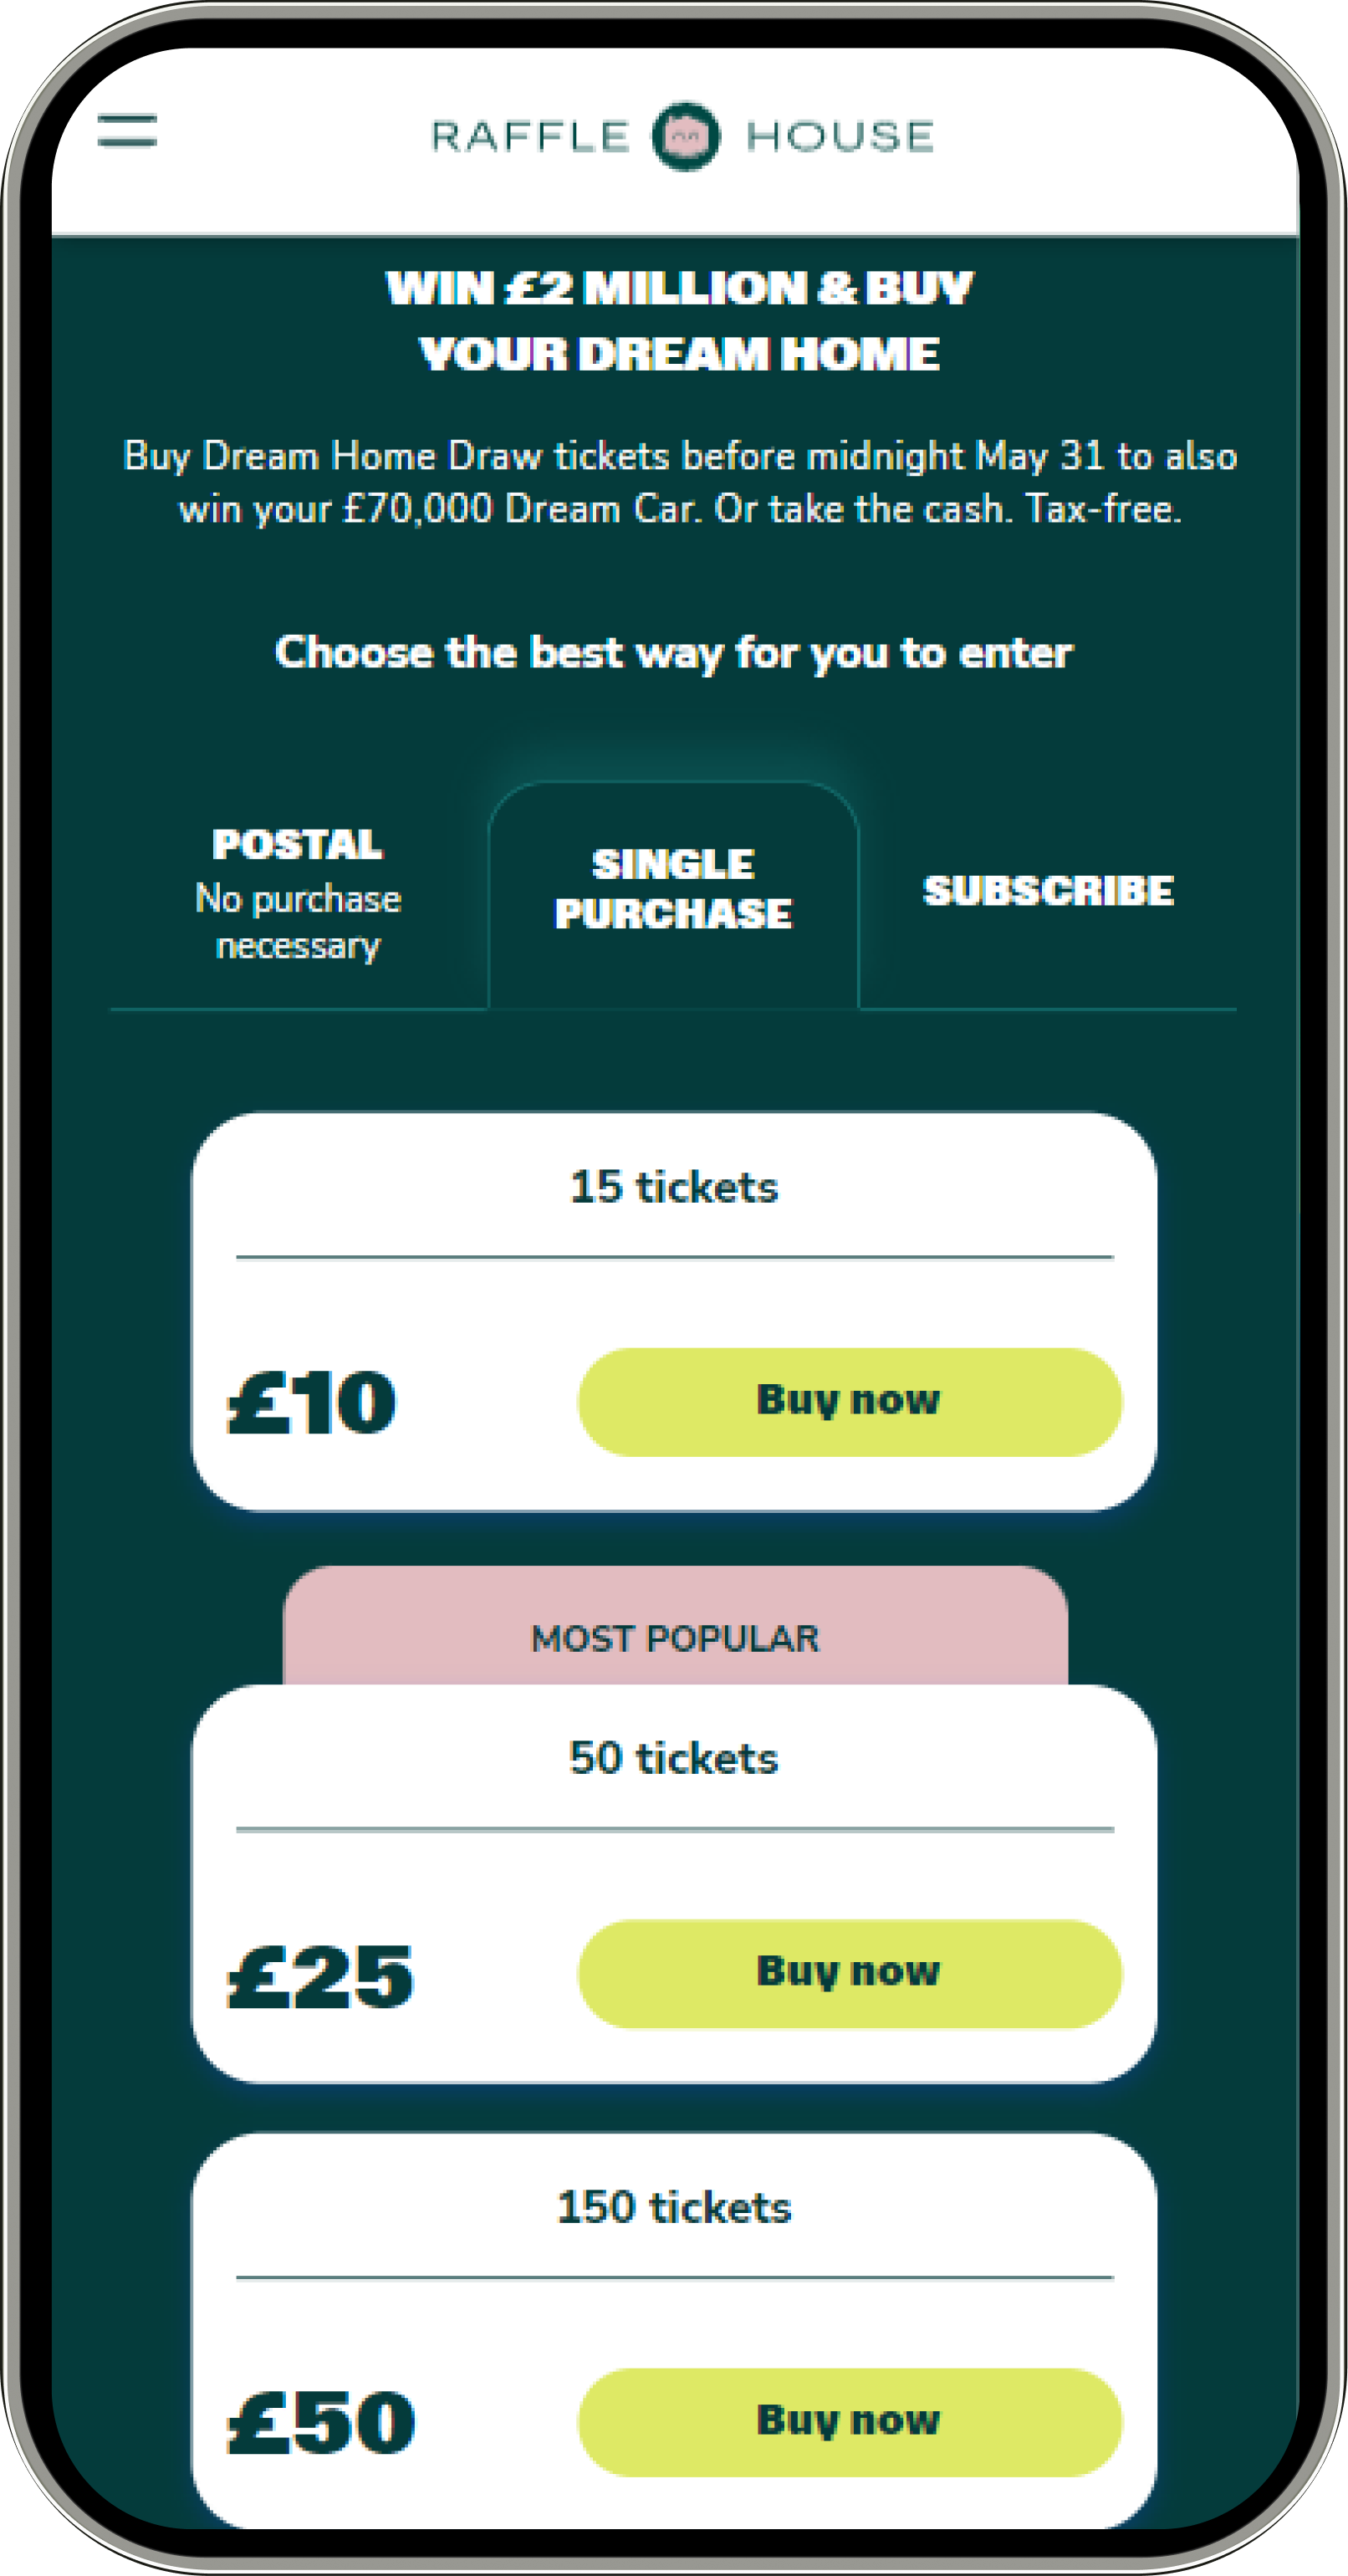 RAFFLE HOUSE
WIN £2 MILLION & BUY
YOUR DREAM HOME
Buy Dream Home Draw tickets before midnight May 31 to also
win your £70,000 Dream Car. Or take the cash. Tax-free.
Choose the best way for you to enter
POSTAL
No purchase
necessary
SINGLE
PURCHASE
SUBSCRIBE
15 tickets
£10
Buy now
MOST POPULAR
50 tickets
£25
Buy now
150 tickets
£50
Buy now